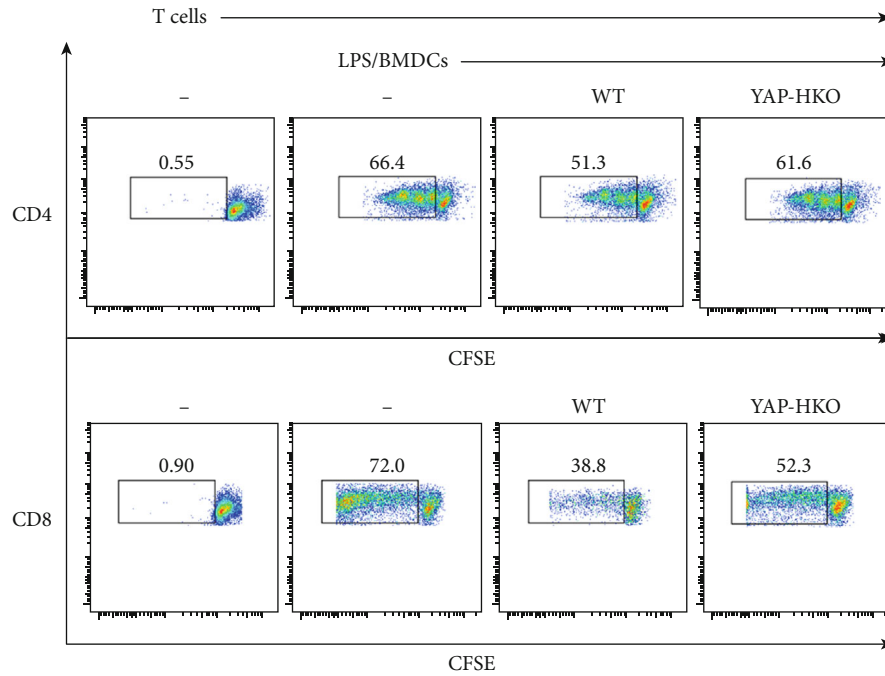 T cells
LPS/BMDCs
– – WT YAP-HKO
0.55 66.4 51.3 61.6
CD4
CFSE
– – WT YAP-HKO
0.90 72.0 38.8 52.3
CD8
CFSE